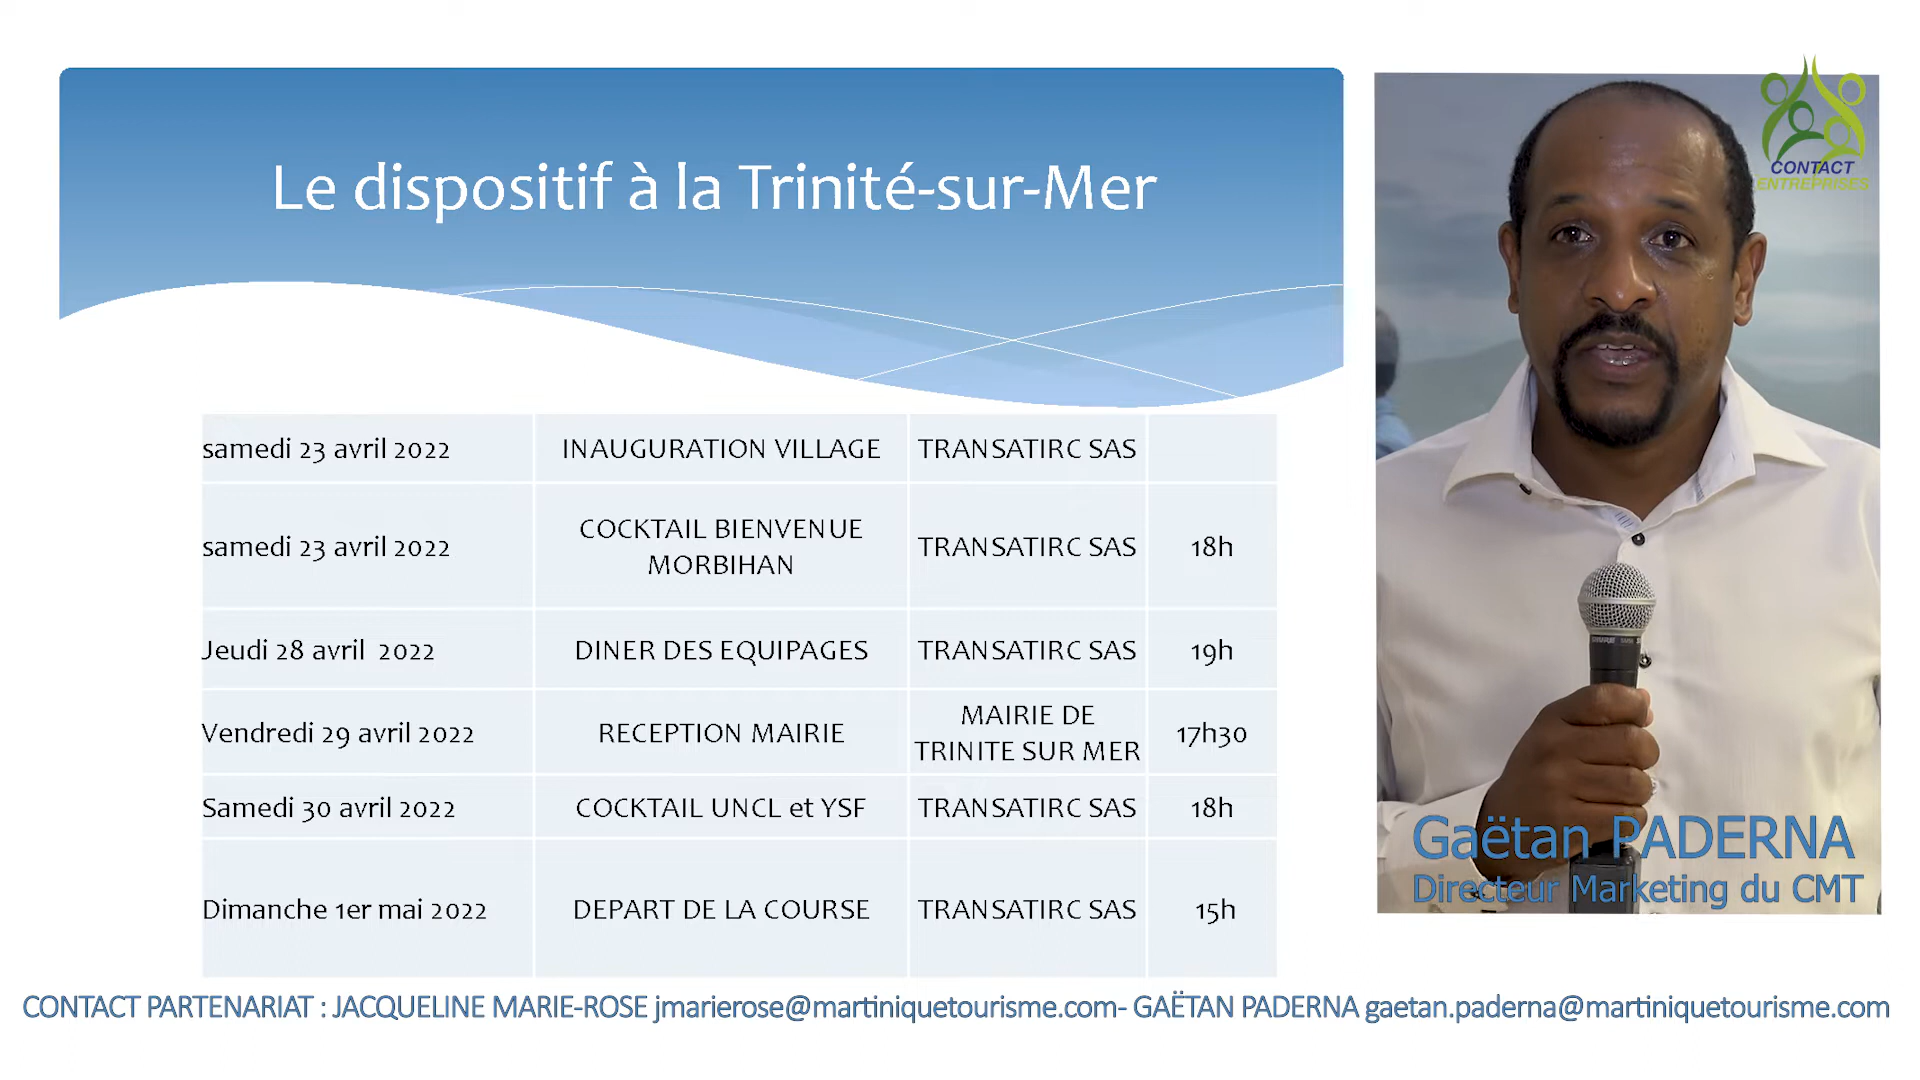 Le dispositif à la Trinité-sur-Mer
samedi 23 avril 2022 INAUGURATION VILLAGE TRANSATIRC SAS
samedi 23 avril 2022 COCKTAIL BIENVENUE MORBIHAN TRANSATIRC SAS 18h
Jeudi 28 avril 2022 DINER DES EQUIPAGES TRANSATIRC SAS 19h
Vendredi 29 avril 2022 RECEPTION MAIRIE MAIRIE DE TRINITE SUR MER 17h30
Samedi 30 avril 2022 COCKTAIL UNCL et YSF TRANSATIRC SAS 18h
Dimanche 1er mai 2022 DEPART DE LA COURSE TRANSATIRC SAS 15h
CONTACT
ENTREPRISES
Gaëtan PADERNA
Directeur Marketing du CMT
CONTACT PARTENARIAT : JACQUELINE MARIE-ROSE jmarierose@martiniquetourisme.com- GAËTAN PADERNA gaetan.paderna@martiniquetourisme.com